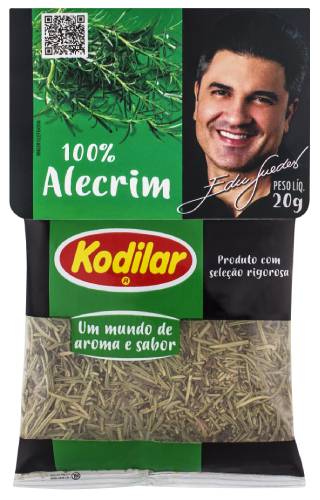 100%
Alecrim
Edu Guedes
PESO LÍQ.
20g
Kodilar
Produto com
seleção rigorosa
Um mundo de
aroma e sabor